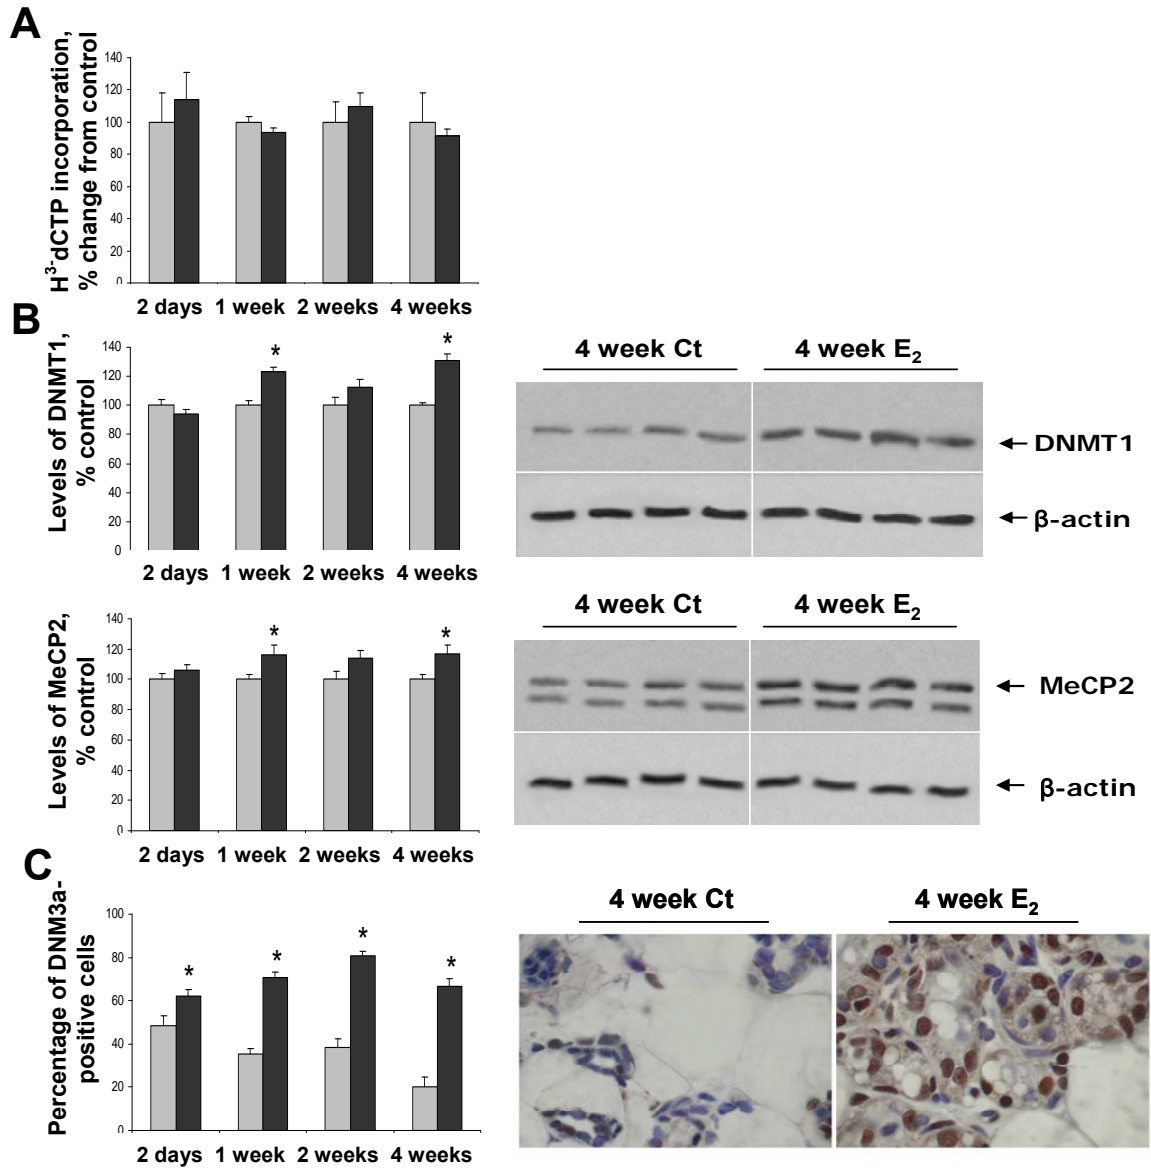 A
H3-dCTP incorporation,
% change from control
140
120
100
80
60
40
20
0
2 days 1 week 2 weeks 4 weeks
B
Levels of DNMT1,
% control
140
120
100
80
60
40
20
0
*
*
2 days 1 week 2 weeks 4 weeks
4 week Ct 4 week E2
DNMT1
β-actin
Levels of MeCP2,
% control
140
120
100
80
60
40
20
0
*
*
2 days 1 week 2 weeks 4 weeks
4 week Ct 4 week E2
MeCP2
β-actin
C
Percentage of DNM3a-
positive cells
100
80
60
40
20
0
*
*
*
*
2 days 1 week 2 weeks 4 weeks
4 week Ct 4 week E2